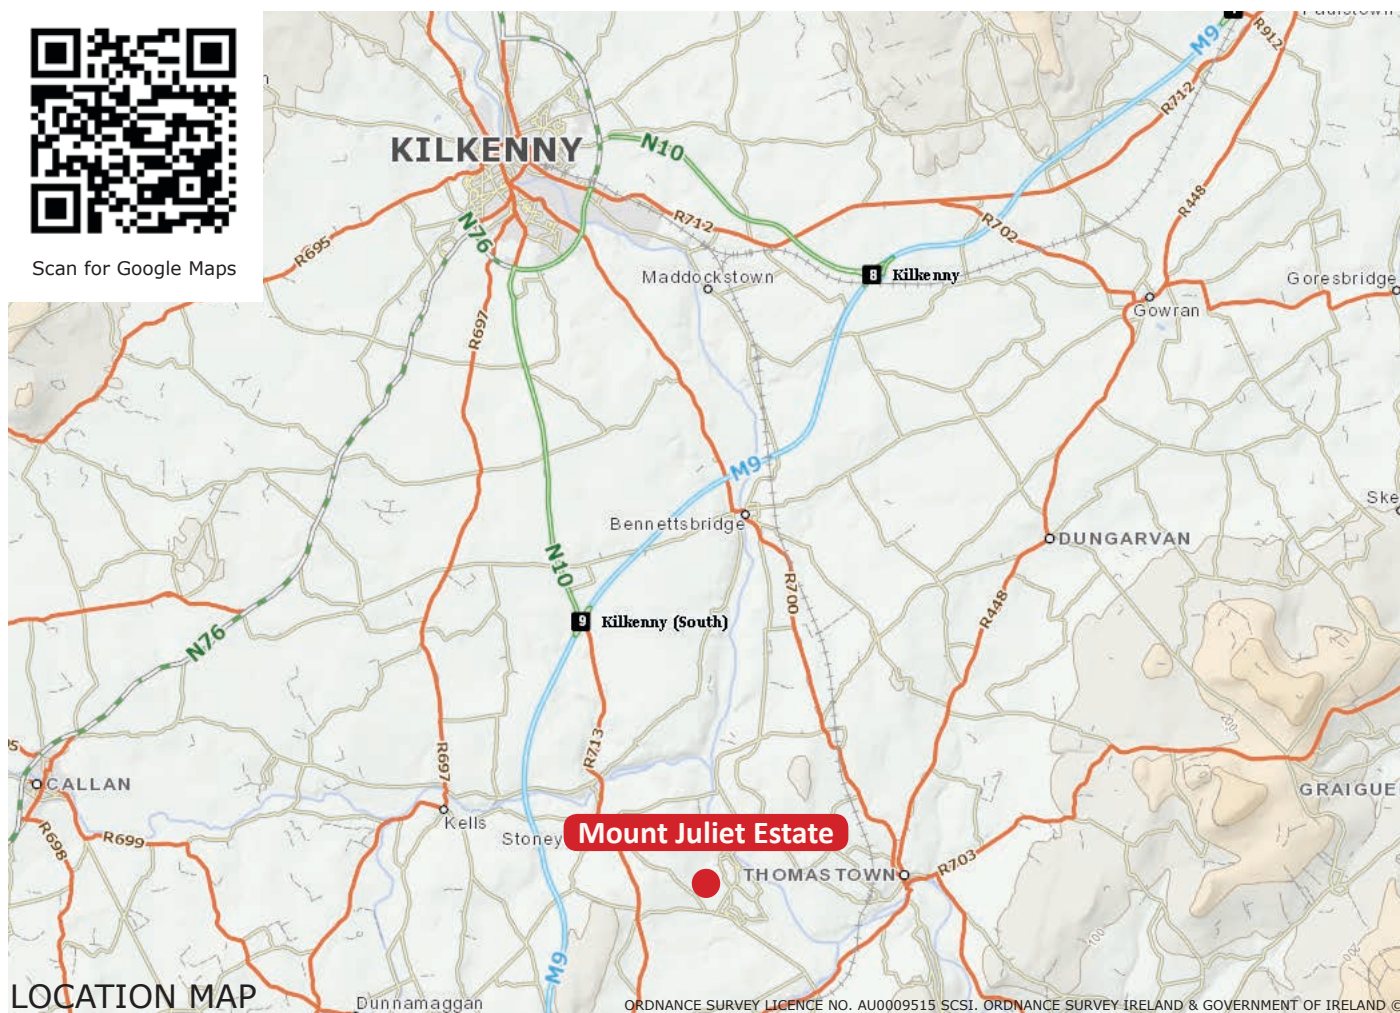 Scan for Google Maps
M9
R912
R712
KILKENNY
N10
R448
R712
R702
N76
R695
Maddockstown
8
Kilkenny
Goresbridge
Gowran
R697
M9
Bennettsbridge
DUNGARVAN
N10
R700
R448
9
Kilkenny (South)
N76
200
R713
R697
CALLAN
GRAIGUE
Kells
Stoney
Mount Juliet Estate
R698
R699
THOMASTOWN
R703
100
M9
LOCATION MAP
Dunnamaggan
ORDNANCE SURVEY LICENCE NO. AU0009515 SCSI. ORDNANCE SURVEY IRELAND & GOVERNMENT OF IRELAND ©